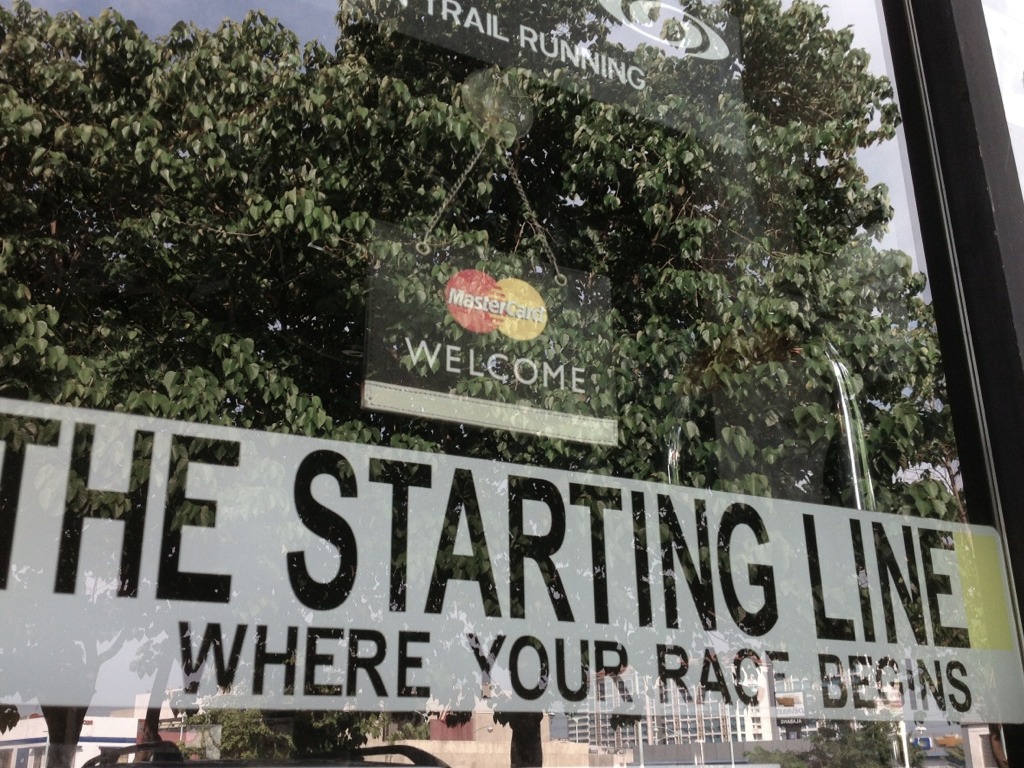 TRAIL RUNNING
MasterCard
WELCOME
THE STARTING LINE
WHERE YOUR RACE BEGINS